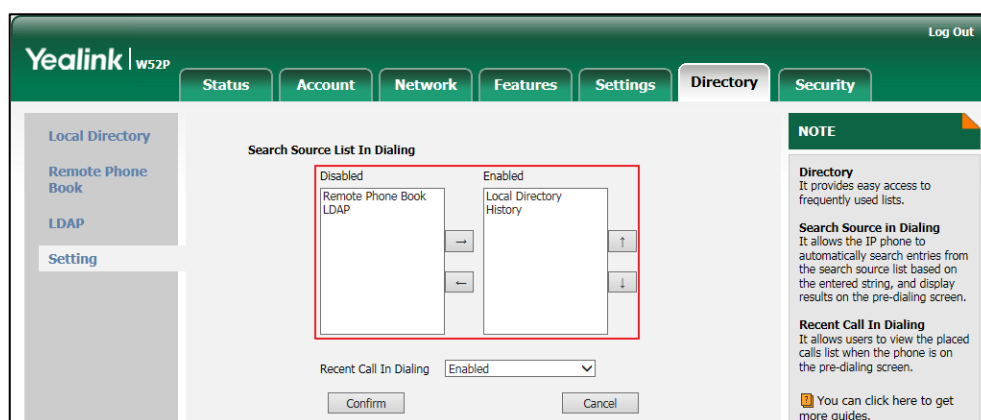 Log Out
Yealink W52P
Status Account Network Features Settings Directory Security
Local Directory
Remote Phone
Book
LDAP
Setting
Search Source List In Dialing
Disabled Enabled
Remote Phone Book
LDAP
Local Directory
History
→
←
↑
↓
Recent Call In Dialing Enabled
Confirm Cancel
NOTE
Directory
It provides easy access to
frequently used lists.
Search Source in Dialing
It allows the IP phone to
automatically search entries from
the search source list based on
the entered string, and display
results on the pre-dialing screen.
Recent Call In Dialing
It allows users to view the placed
calls list when the phone is on
the pre-dialing screen.
You can click here to get
more guides.